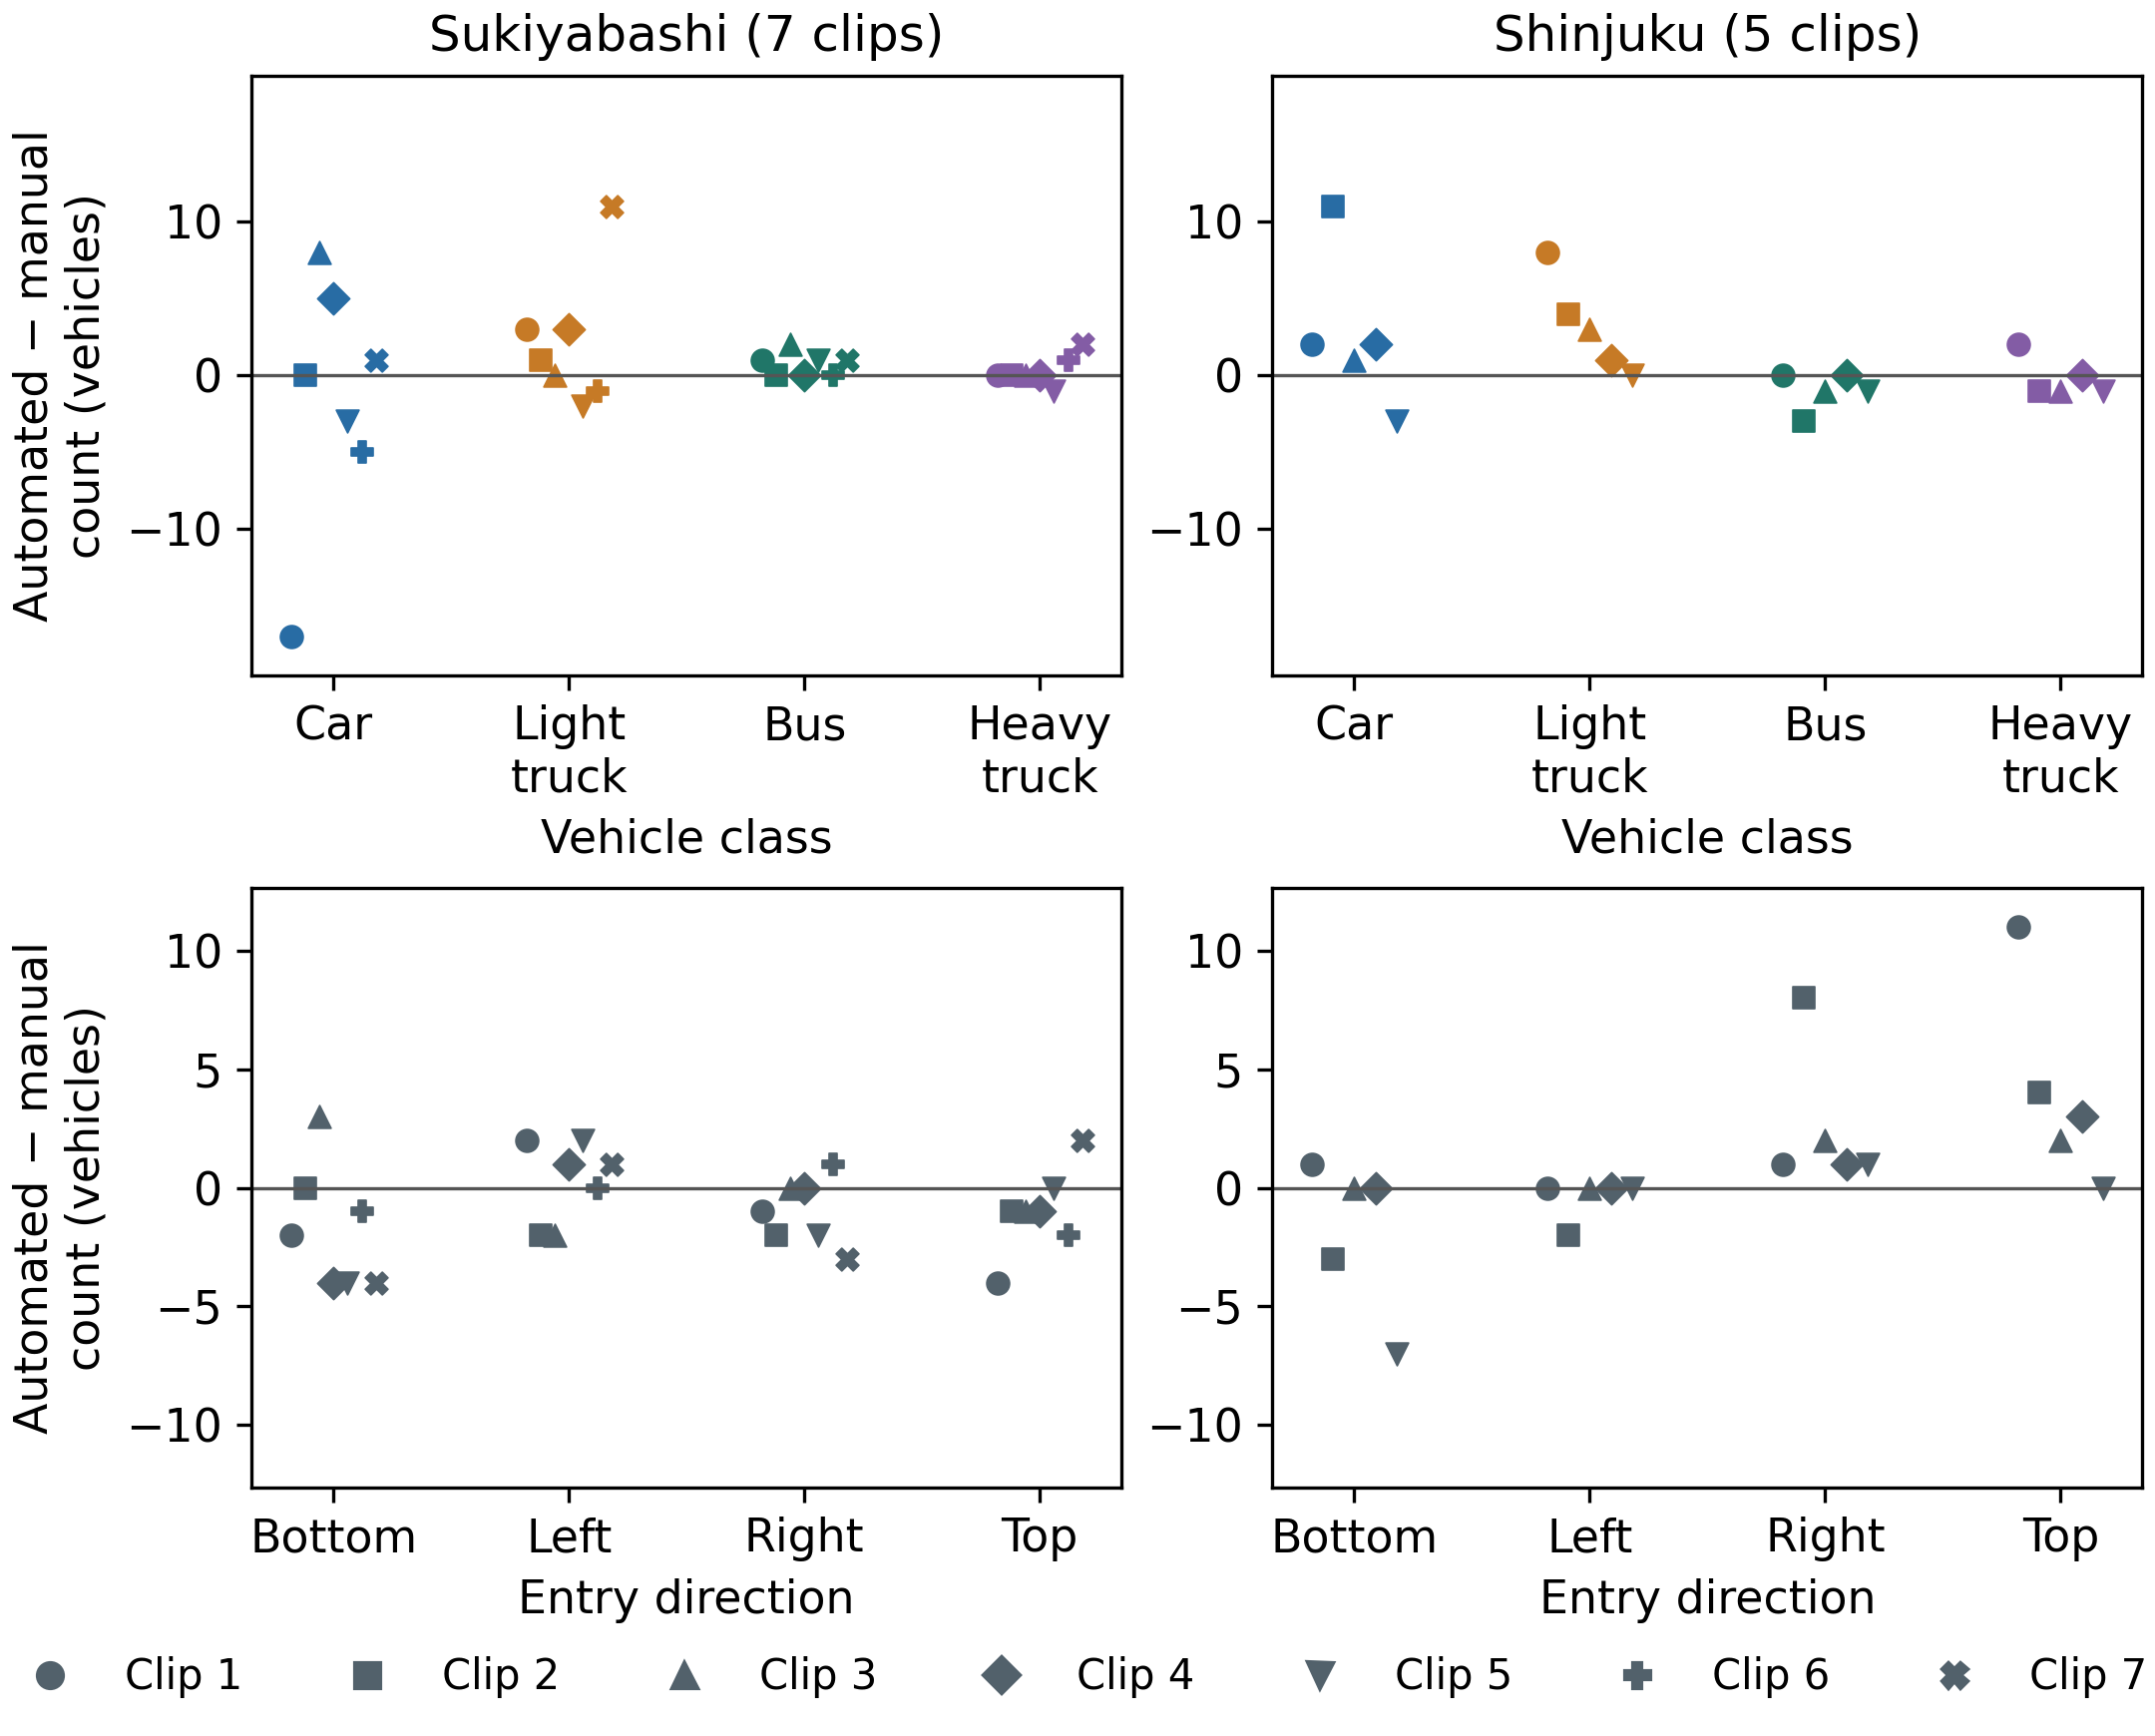 Sukiyabashi (7 clips)
Shinjuku (5 clips)
Automated − manual
count (vehicles)
10
0
−10
10
0
−10
Car
Light
truck
Bus
Heavy
truck
Vehicle class
Car
Light
truck
Bus
Heavy
truck
Vehicle class
Automated − manual
count (vehicles)
10
5
0
−5
−10
10
5
0
−5
−10
Bottom
Left
Right
Top
Entry direction
Bottom
Left
Right
Top
Entry direction
Clip 1
Clip 2
Clip 3
Clip 4
Clip 5
Clip 6
Clip 7